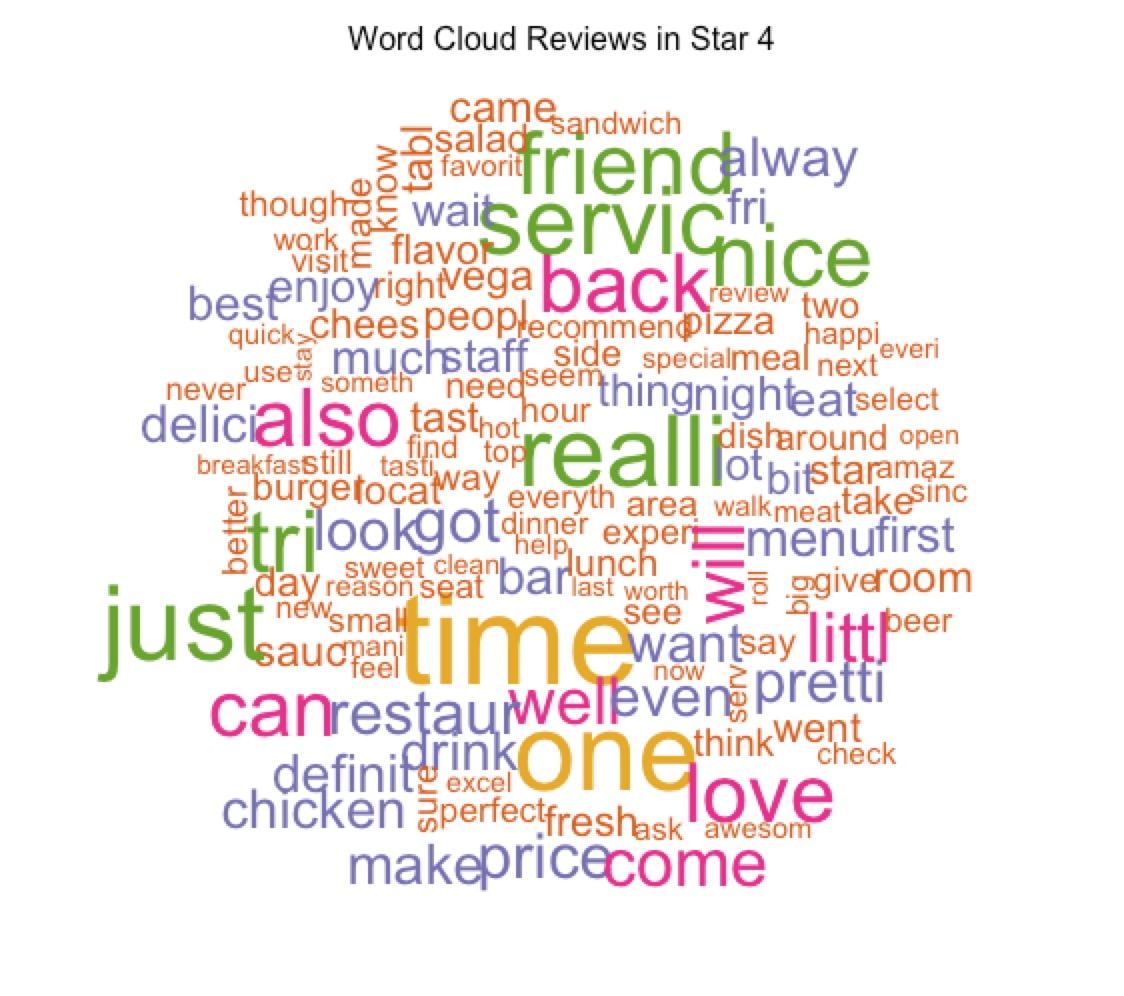 Word Cloud Reviews in Star 4
came
sandwich
salad
tabl
favorit
friend
alway
know
though
made
wait
servic
fri
work
visit
flavor
nice
enjoy
right
vega
back
review
best
two
chees
peopl
recommend
pizza
happi
quick
stay
much
staff
side
special
meal
next
everi
use
someth
need
seem
never
thing
night
eat
select
delici
also
tast
hot
hour
realli
dish
around
open
find
top
breakfast
still
tasti
way
lot
bit
star
amaz
burger
locat
everyth
area
walk
meat
take
sinc
better
tri
look
got
dinner
help
experi
will
menu
first
sweet
clean
bar
lunch
day
reason
seat
last
worth
roll
big
give
room
just
new
small
time
see
littl
beer
sauc
mani
feel
want
say
now
serv
pretti
can
restaur
well
even
drink
one
think
went
check
definit
sure
excel
love
chicken
perfect
fresh
ask
awesom
make
price
come